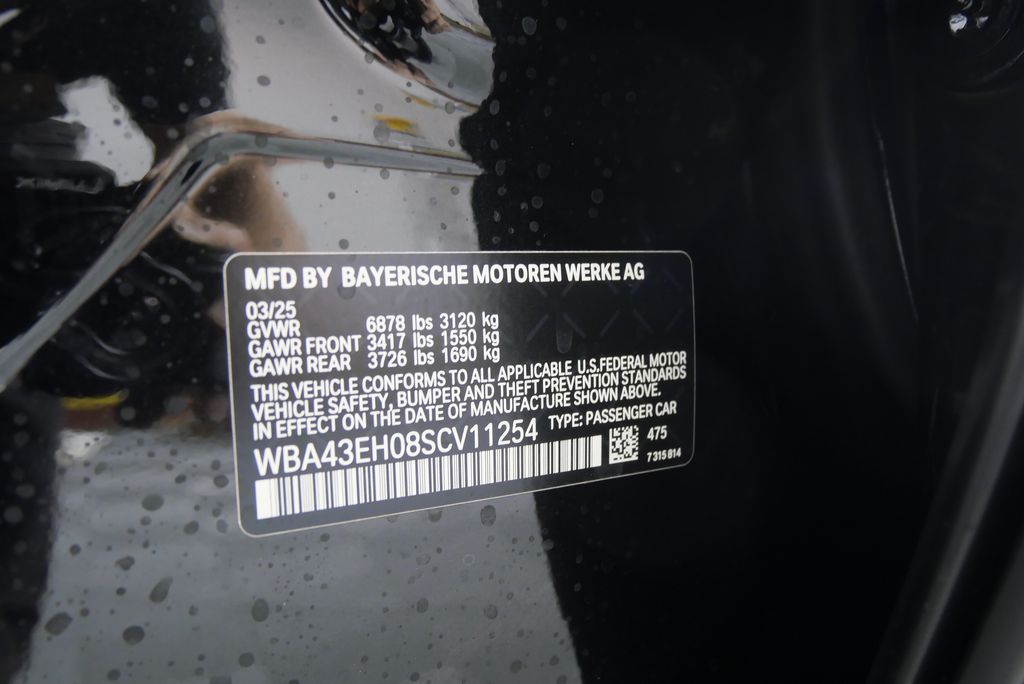 MFD BY BAYERISCHE MOTOREN WERKE AG
03/25
GVWR 6878 lbs 3120 kg
GAWR FRONT 3417 lbs 1550 kg
GAWR REAR 3726 lbs 1690 kg
THIS VEHICLE CONFORMS TO ALL APPLICABLE U.S.FEDERAL MOTOR
VEHICLE SAFETY, BUMPER AND THEFT PREVENTION STANDARDS
IN EFFECT ON THE DATE OF MANUFACTURE SHOWN ABOVE.
WBA43EH08SCV11254 TYPE: PASSENGER CAR
475
7 315 814